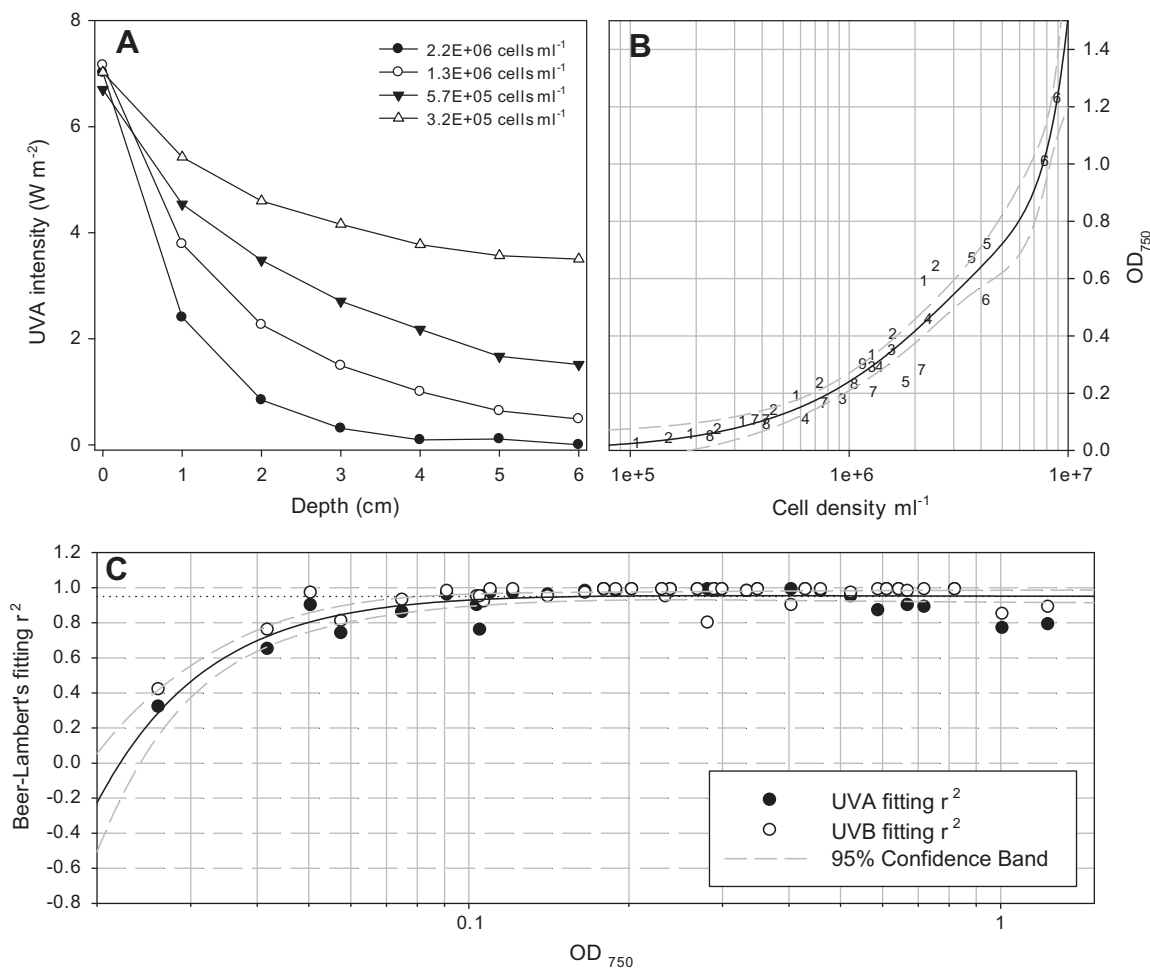 A
8
6
4
2
0
UVA intensity (W m-2)
2.2E+06 cells ml-1
1.3E+06 cells ml-1
5.7E+05 cells ml-1
3.2E+05 cells ml-1
0 1 2 3 4 5 6
Depth (cm)
B
1.4
1.2
1.0
0.8
0.6
0.4
0.2
0.0
OD750
1e+5 1e+6 1e+7
Cell density ml-1
C
1.2
1.0
0.8
0.6
0.4
0.2
0.0
-0.2
-0.4
-0.6
-0.8
Beer-Lambert's fitting r2
UVA fitting r2
UVB fitting r2
95% Confidence Band
0.1 1
OD 750